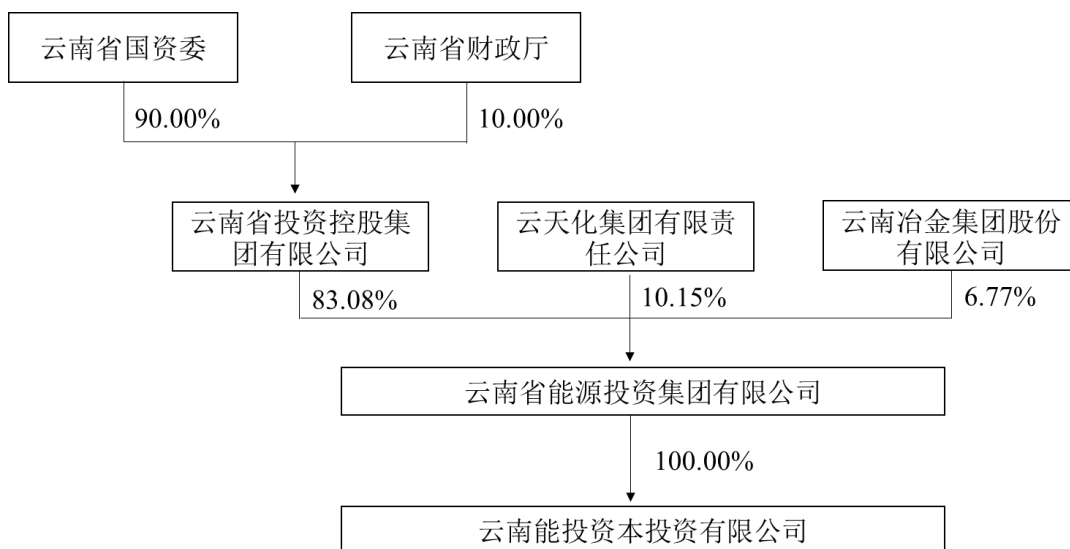 云南省国资委
云南省财政厅
90.00%
10.00%
云南省投资控股集
团有限公司
云天化集团有限责
任公司
云南冶金集团股份
有限公司
83.08%
10.15%
6.77%
云南省能源投资集团有限公司
100.00%
云南能投资本投资有限公司